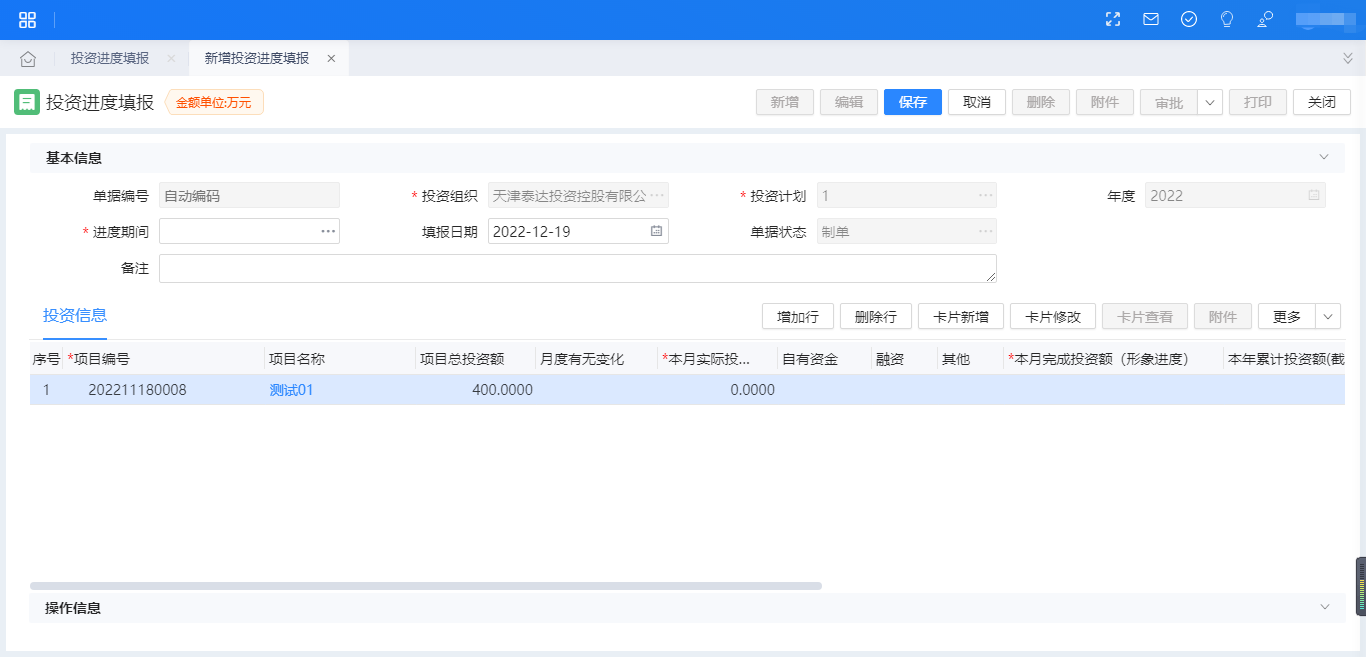 投资进度填报 × 新增投资进度填报 ×
投资进度填报 金额单位:万元 新增 编辑 保存 取消 删除 附件 审批 打印 关闭
基本信息
单据编号 自动编码 * 投资组织 天津泰达投资控股有限公 ··· * 投资计划 1 ··· 年度 2022
* 进度期间 ··· 填报日期 2022-12-19 单据状态 制单 ···
备注
投资信息 增加行 删除行 卡片新增 卡片修改 卡片查看 附件 更多
序号 *项目编号 项目名称 项目总投资额 月度有无变化 *本月实际投... 自有资金 融资 其他 *本月完成投资额（形象进度） 本年累计投资额(截
1 202211180008 测试01 400.0000 0.0000
操作信息